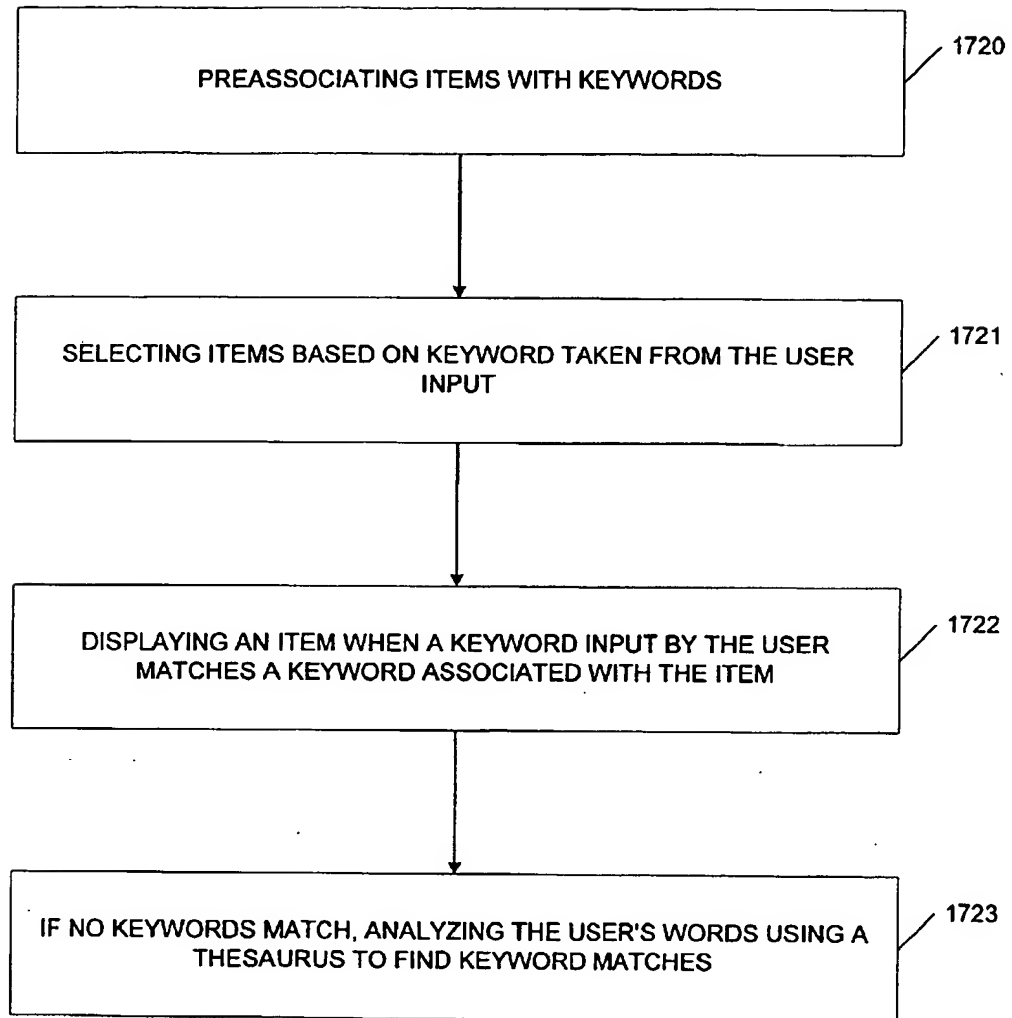 PREASSOCIATING ITEMS WITH KEYWORDS
1720
SELECTING ITEMS BASED ON KEYWORD TAKEN FROM THE USER
INPUT
1721
DISPLAYING AN ITEM WHEN A KEYWORD INPUT BY THE USER
MATCHES A KEYWORD ASSOCIATED WITH THE ITEM
1722
IF NO KEYWORDS MATCH, ANALYZING THE USER'S WORDS USING A
THESAURUS TO FIND KEYWORD MATCHES
1723